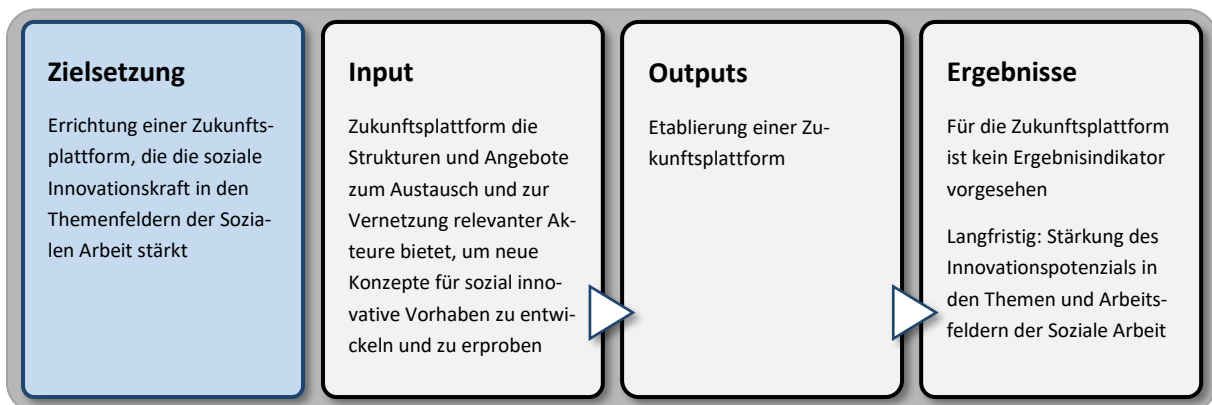 Zielsetzung
Errichtung einer Zukunfts-
plattform, die die soziale
Innovationskraft in den
Themenfeldern der Sozia-
len Arbeit stärkt
Input
Zukunftsplattform die
Strukturen und Angebote
zum Austausch und zur
Vernetzung relevanter Ak-
teure bietet, um neue
Konzepte für sozial inno-
vative Vorhaben zu entwi-
ckeln und zu erproben
Outputs
Etablierung einer Zu-
kunftsplattform
Ergebnisse
Für die Zukunftsplattform
ist kein Ergebnisindikator
vorgesehen
Langfristig: Stärkung des
Innovationspotenzials in
den Themen und Arbeits-
feldern der Soziale Arbeit